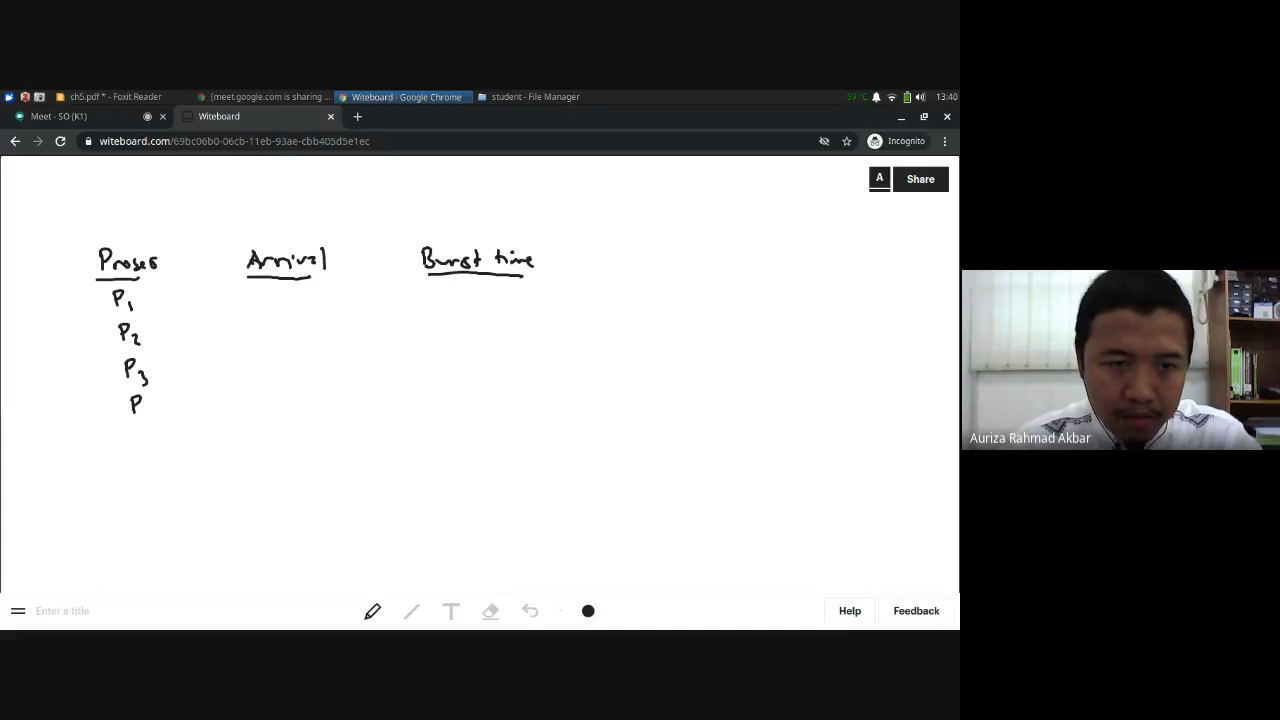 ch5.pdf * - Foxit Reader
[meet.google.com is sharing ...
Witeboard - Google Chrome
student - File Manager
59°C
13:40
Meet - SO (K1)
Witeboard
witeboard.com/69bc06b0-06cb-11eb-93ae-cbb405d5e1ec
Incognito
A
Share
Proses Arrival Burst time
P1
P2
P3
P
Auriza Rahmad Akbar
Enter a title
T
Help
Feedback